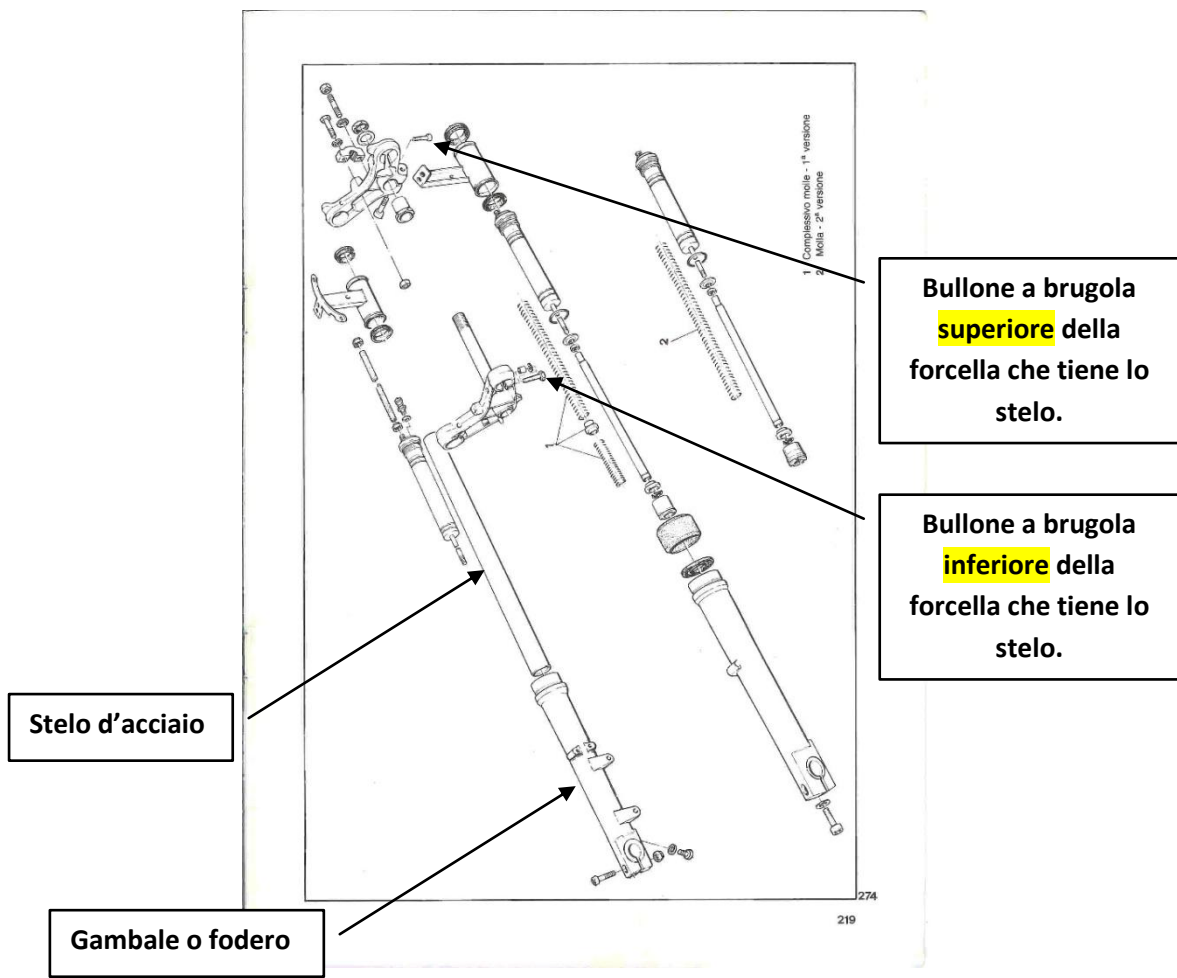 1 Complessivo molle - 1ª versione
2 Molla - 2ª versione
2
1
Bullone a brugola
superiore della
forcella che tiene lo
stelo.
Bullone a brugola
inferiore della
forcella che tiene lo
stelo.
Stelo d’acciaio
Gambale o fodero
274
219